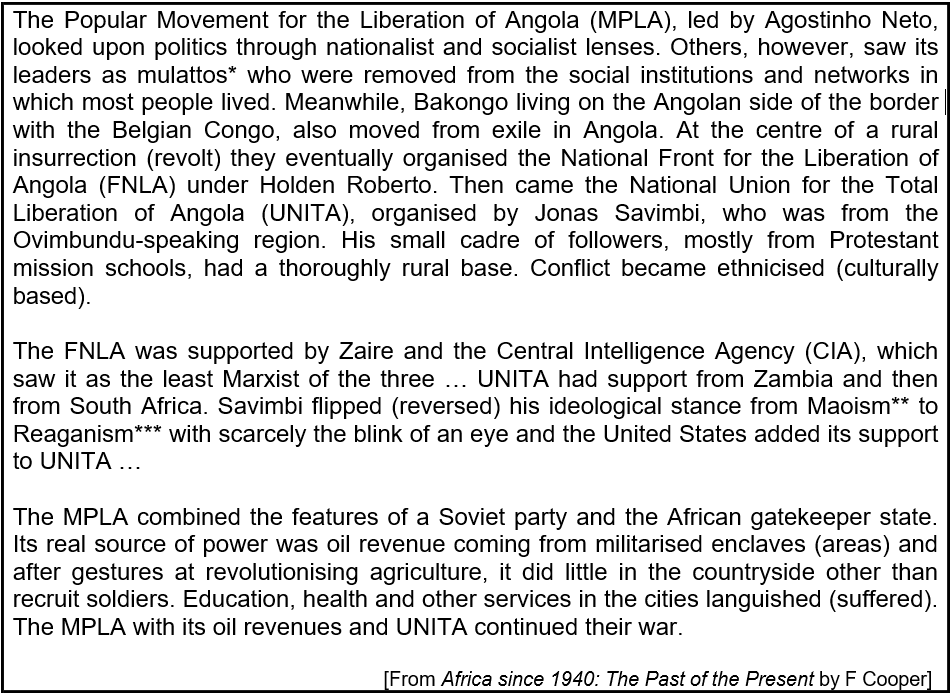 The Popular Movement for the Liberation of Angola (MPLA), led by Agostinho Neto,
looked upon politics through nationalist and socialist lenses. Others, however, saw its
leaders as mulattos* who were removed from the social institutions and networks in
which most people lived. Meanwhile, Bakongo living on the Angolan side of the border
with the Belgian Congo, also moved from exile in Angola. At the centre of a rural
insurrection (revolt) they eventually organised the National Front for the Liberation of
Angola (FNLA) under Holden Roberto. Then came the National Union for the Total
Liberation of Angola (UNITA), organised by Jonas Savimbi, who was from the
Ovimbundu-speaking region. His small cadre of followers, mostly from Protestant
mission schools, had a thoroughly rural base. Conflict became ethnicised (culturally
based).
The FNLA was supported by Zaire and the Central Intelligence Agency (CIA), which
saw it as the least Marxist of the three … UNITA had support from Zambia and then
from South Africa. Savimbi flipped (reversed) his ideological stance from Maoism** to
Reaganism*** with scarcely the blink of an eye and the United States added its support
to UNITA …
The MPLA combined the features of a Soviet party and the African gatekeeper state.
Its real source of power was oil revenue coming from militarised enclaves (areas) and
after gestures at revolutionising agriculture, it did little in the countryside other than
recruit soldiers. Education, health and other services in the cities languished (suffered).
The MPLA with its oil revenues and UNITA continued their war.
[From Africa since 1940: The Past of the Present by F Cooper]